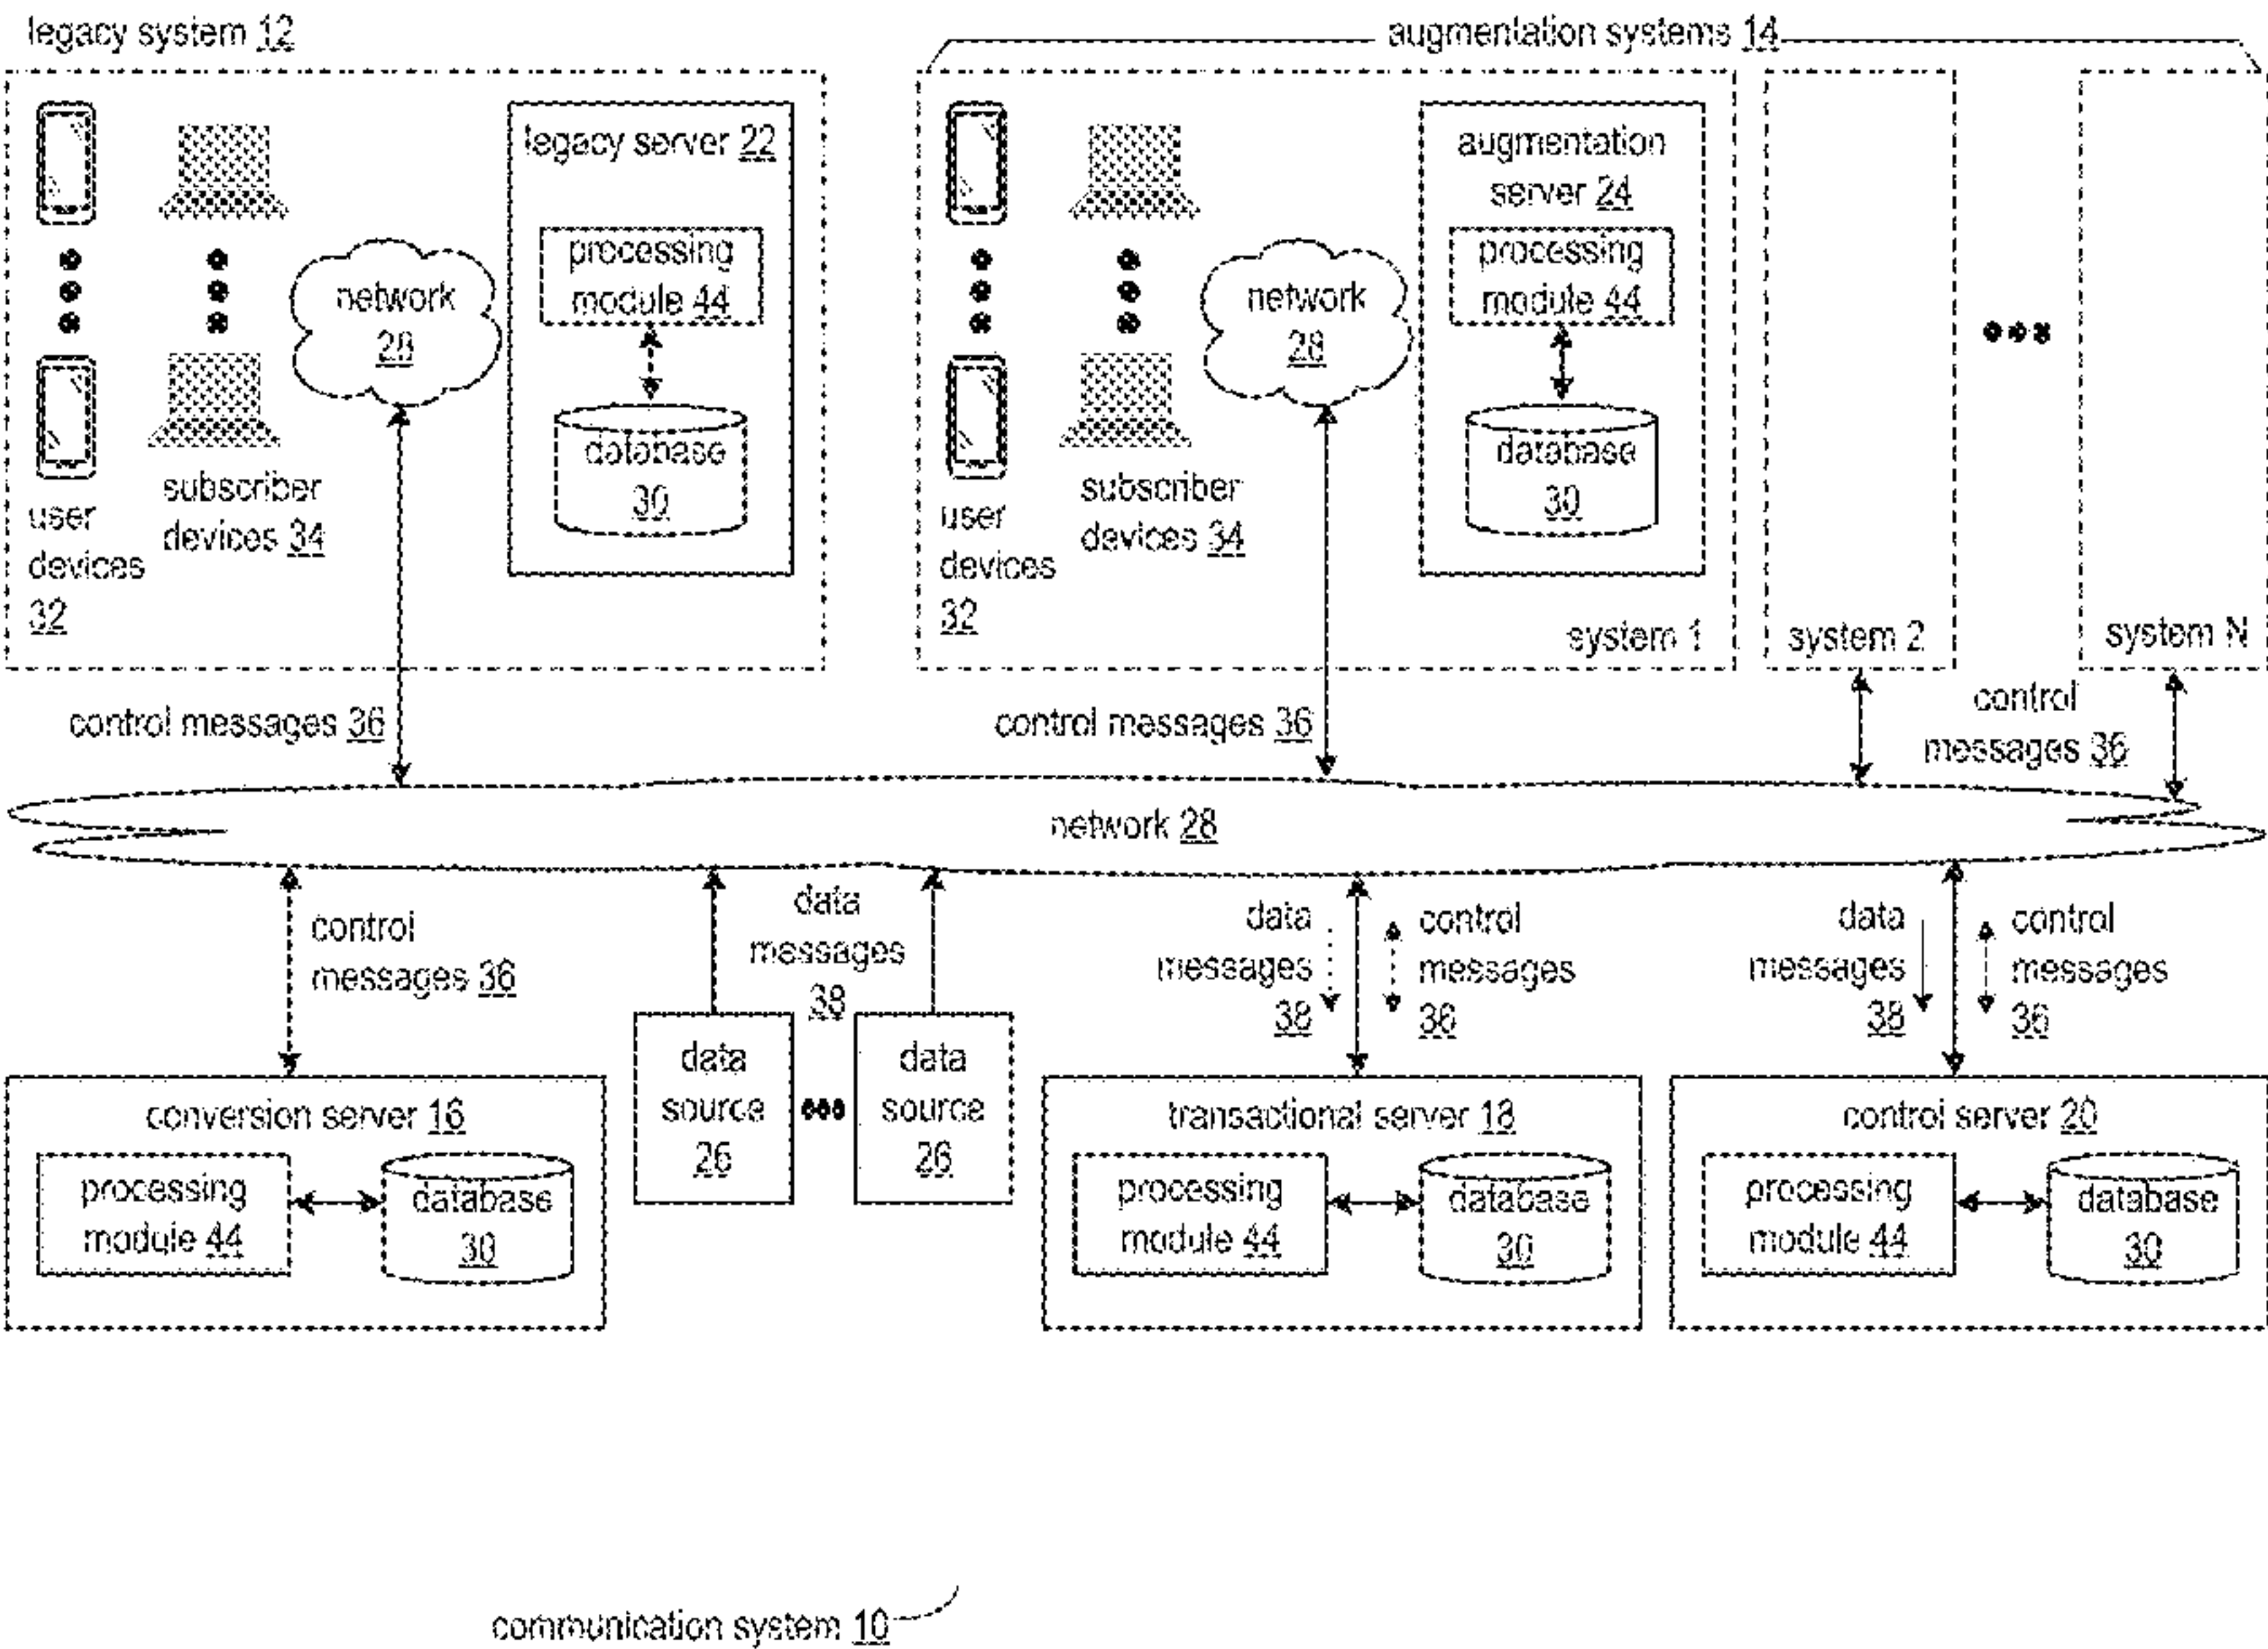 legacy system 12
augmentation systems 14
legacy server 22
processing
module 44
network
28
database
30
subscriber
devices 34
user
devices
32
augmentation
server 24
processing
module 44
network
28
database
30
subscriber
devices 34
user
devices
32
system 1
system 2
system N
control messages 36
control messages 36
control
messages 36
network 28
control
messages 36
data
messages
38
data
messages
38
control
messages
36
data
messages
38
control
messages
36
conversion server 16
processing
module 44
database
30
data
source
26
data
source
26
transactional server 18
processing
module 44
database
30
control server 20
processing
module 44
database
30
communication system 10